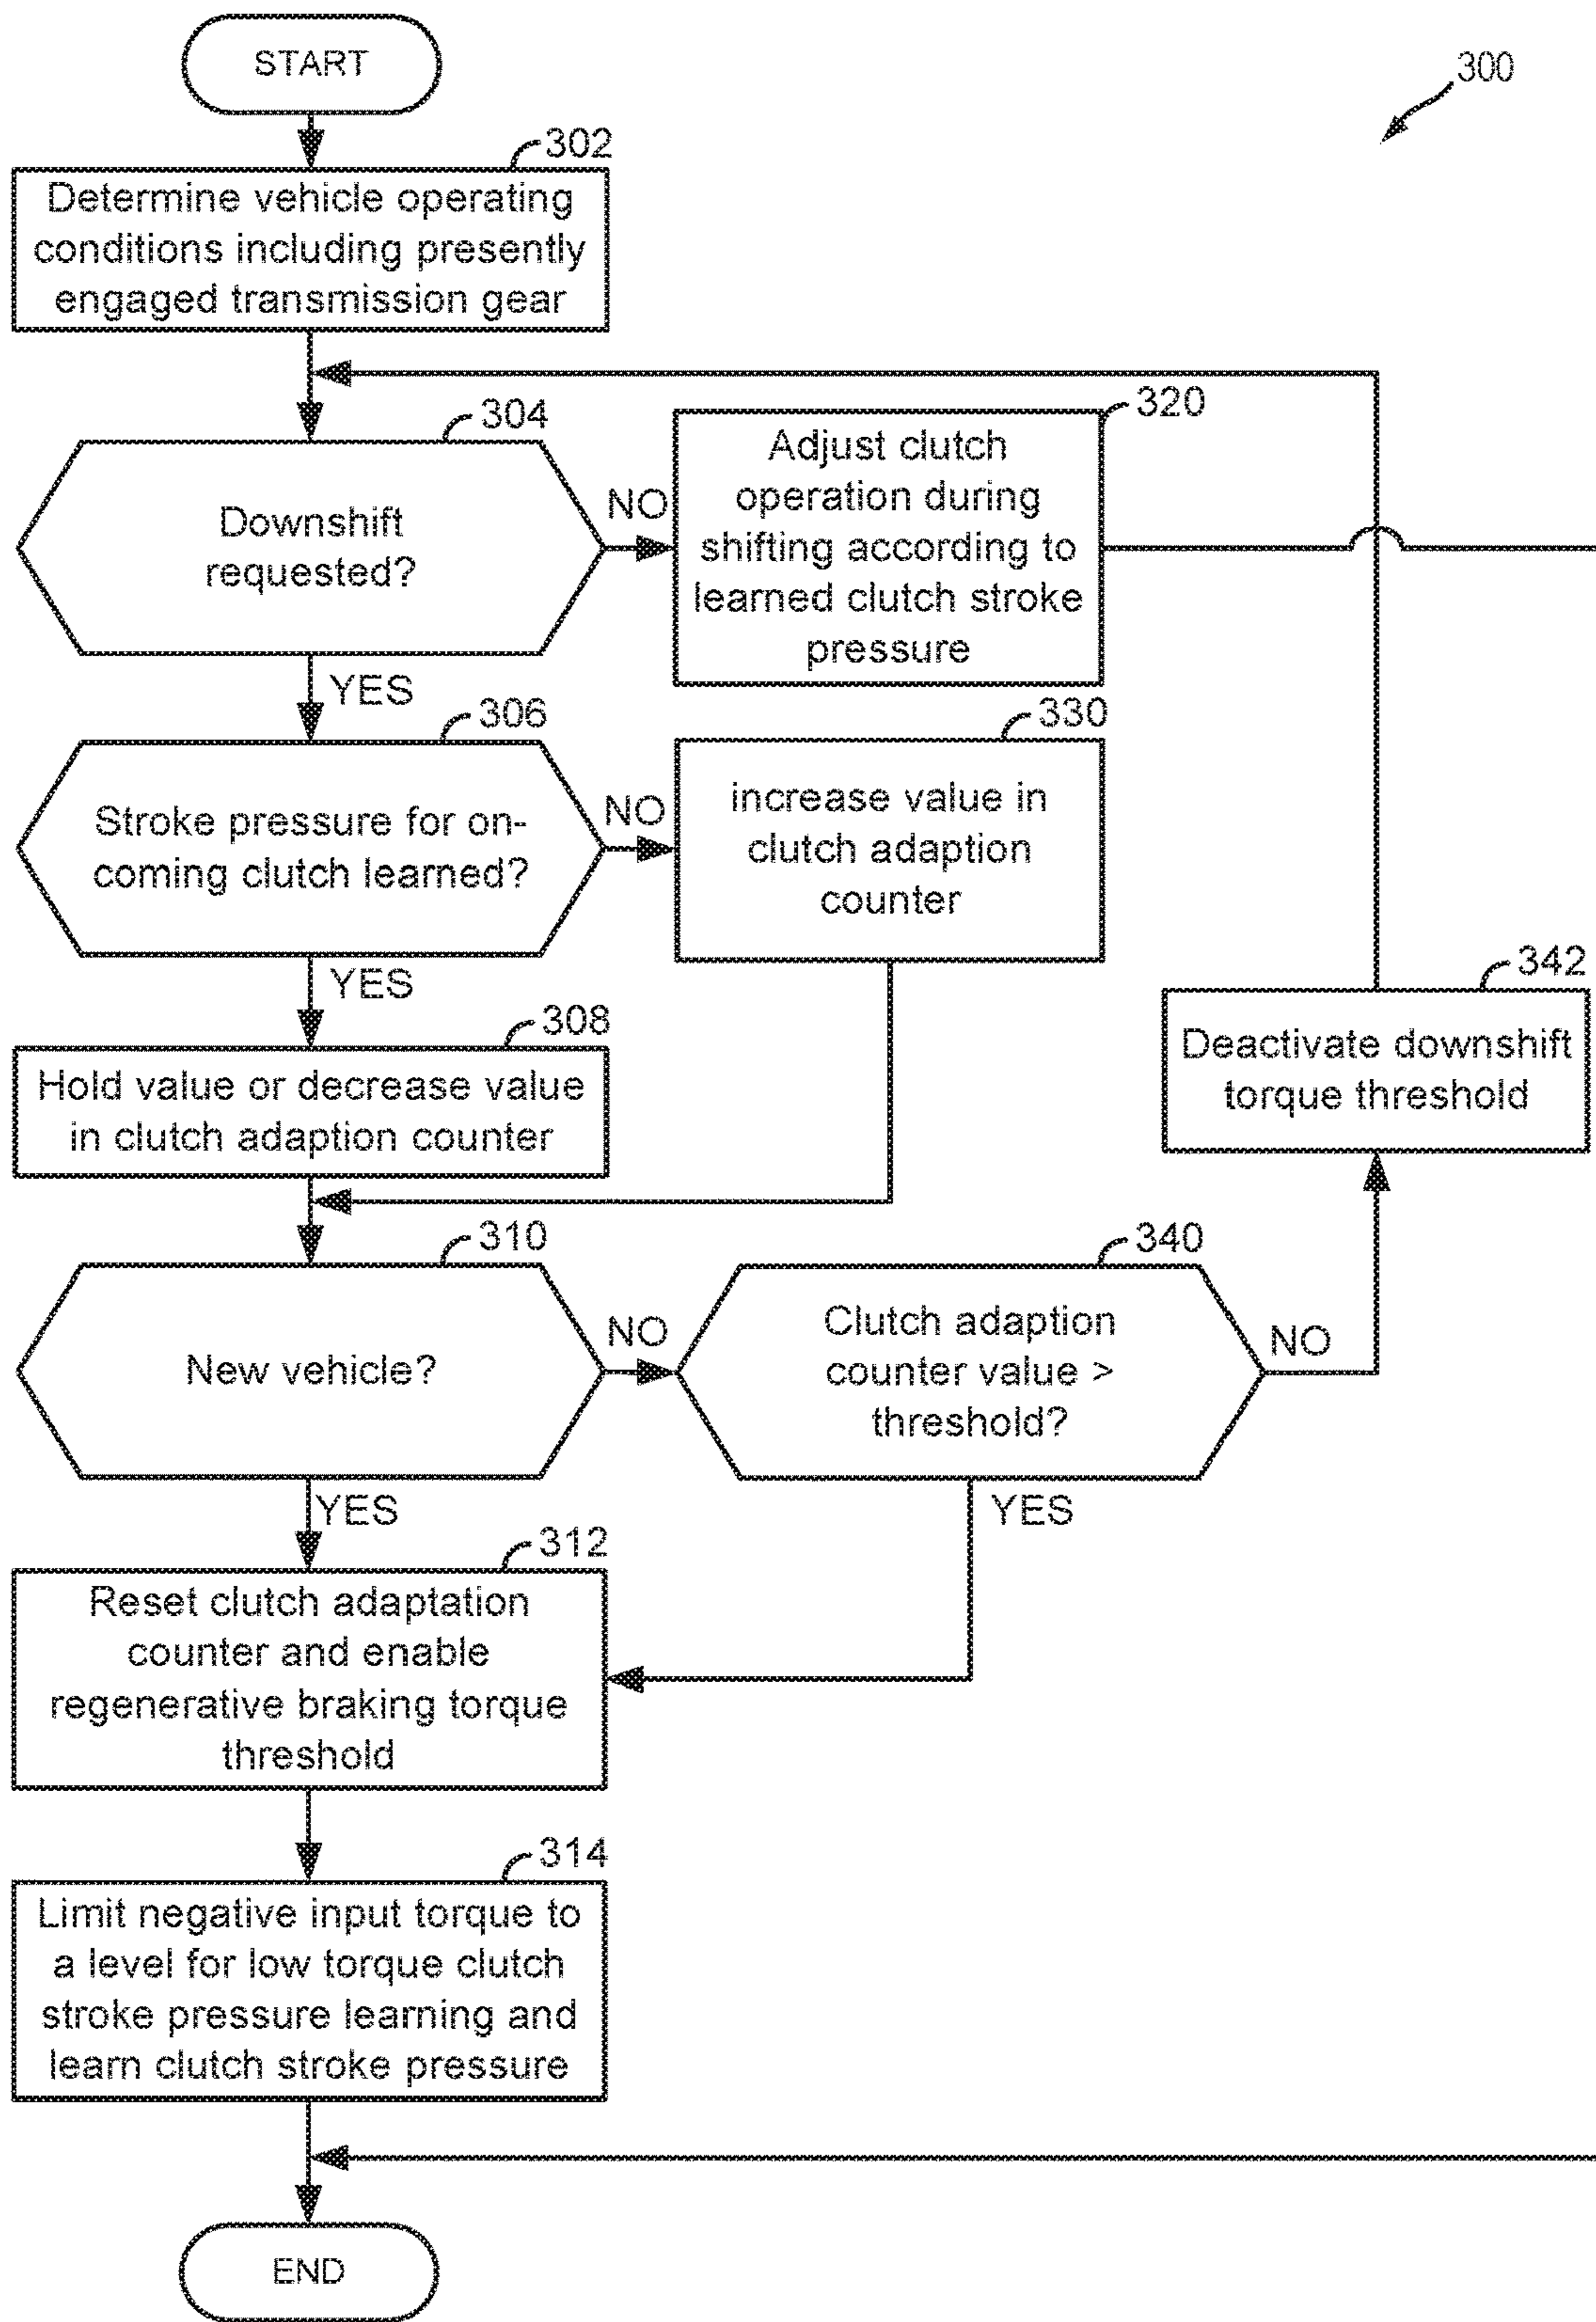 START
300
302
Determine vehicle operating
conditions including presently
engaged transmission gear
304
Downshift
requested?
NO
320
Adjust clutch
operation during
shifting according to
learned clutch stroke
pressure
YES
306
Stroke pressure for on-
coming clutch learned?
NO
330
increase value in
clutch adaption
counter
YES
308
Hold value or decrease value
in clutch adaption counter
342
Deactivate downshift
torque threshold
310
New vehicle?
NO
340
Clutch adaption
counter value >
threshold?
NO
YES
YES
312
Reset clutch adaptation
counter and enable
regenerative braking torque
threshold
314
Limit negative input torque to
a level for low torque clutch
stroke pressure learning and
learn clutch stroke pressure
END